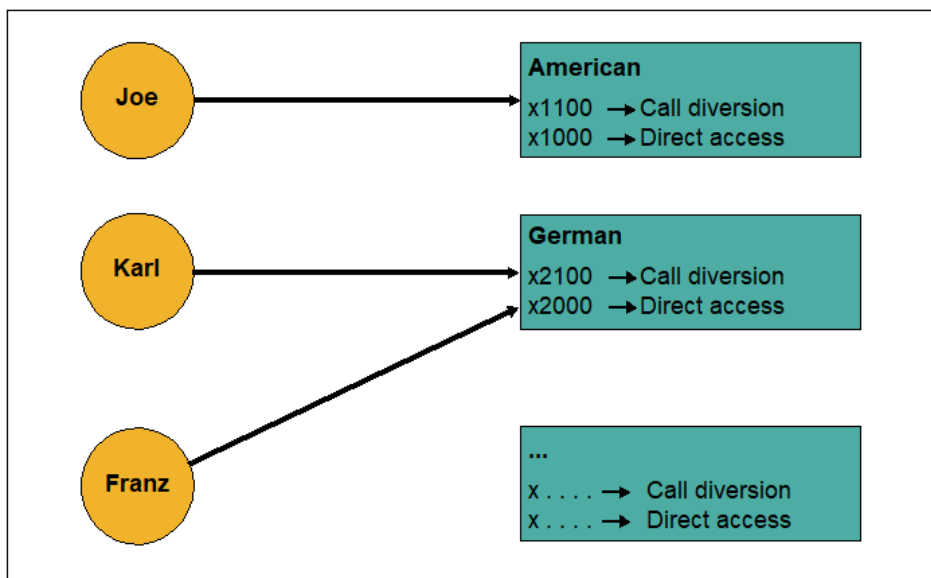 Joe
American
x1100 → Call diversion
x1000 → Direct access
Karl
German
x2100 → Call diversion
x2000 → Direct access
Franz
...
x . . . . → Call diversion
x . . . . → Direct access